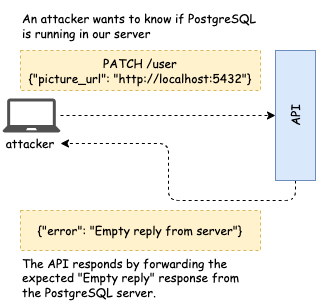 An attacker wants to know if PostgreSQL
is running in our server
PATCH /user
{"picture_url": "http://localhost:5432"}
API
attacker
{"error": "Empty reply from server"}
The API responds by forwarding the
expected "Empty reply" response from
the PostgreSQL server.